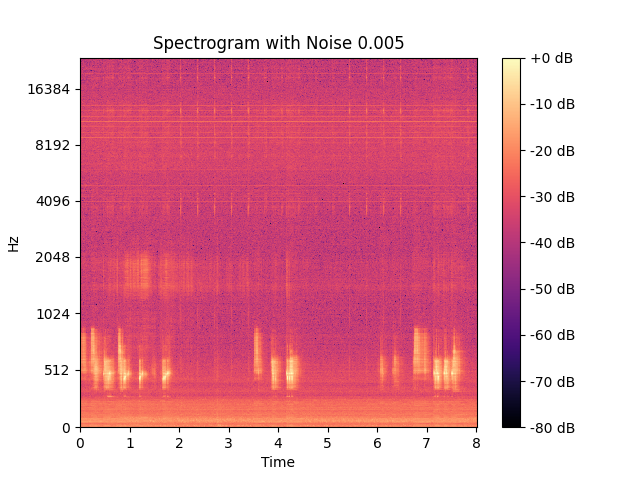 Spectrogram with Noise 0.005
+0 dB
16384
-10 dB
8192
-20 dB
4096
-30 dB
Hz
-40 dB
2048
-50 dB
1024
-60 dB
512
-70 dB
0
-80 dB
0 1 2 3 4 5 6 7 8
Time